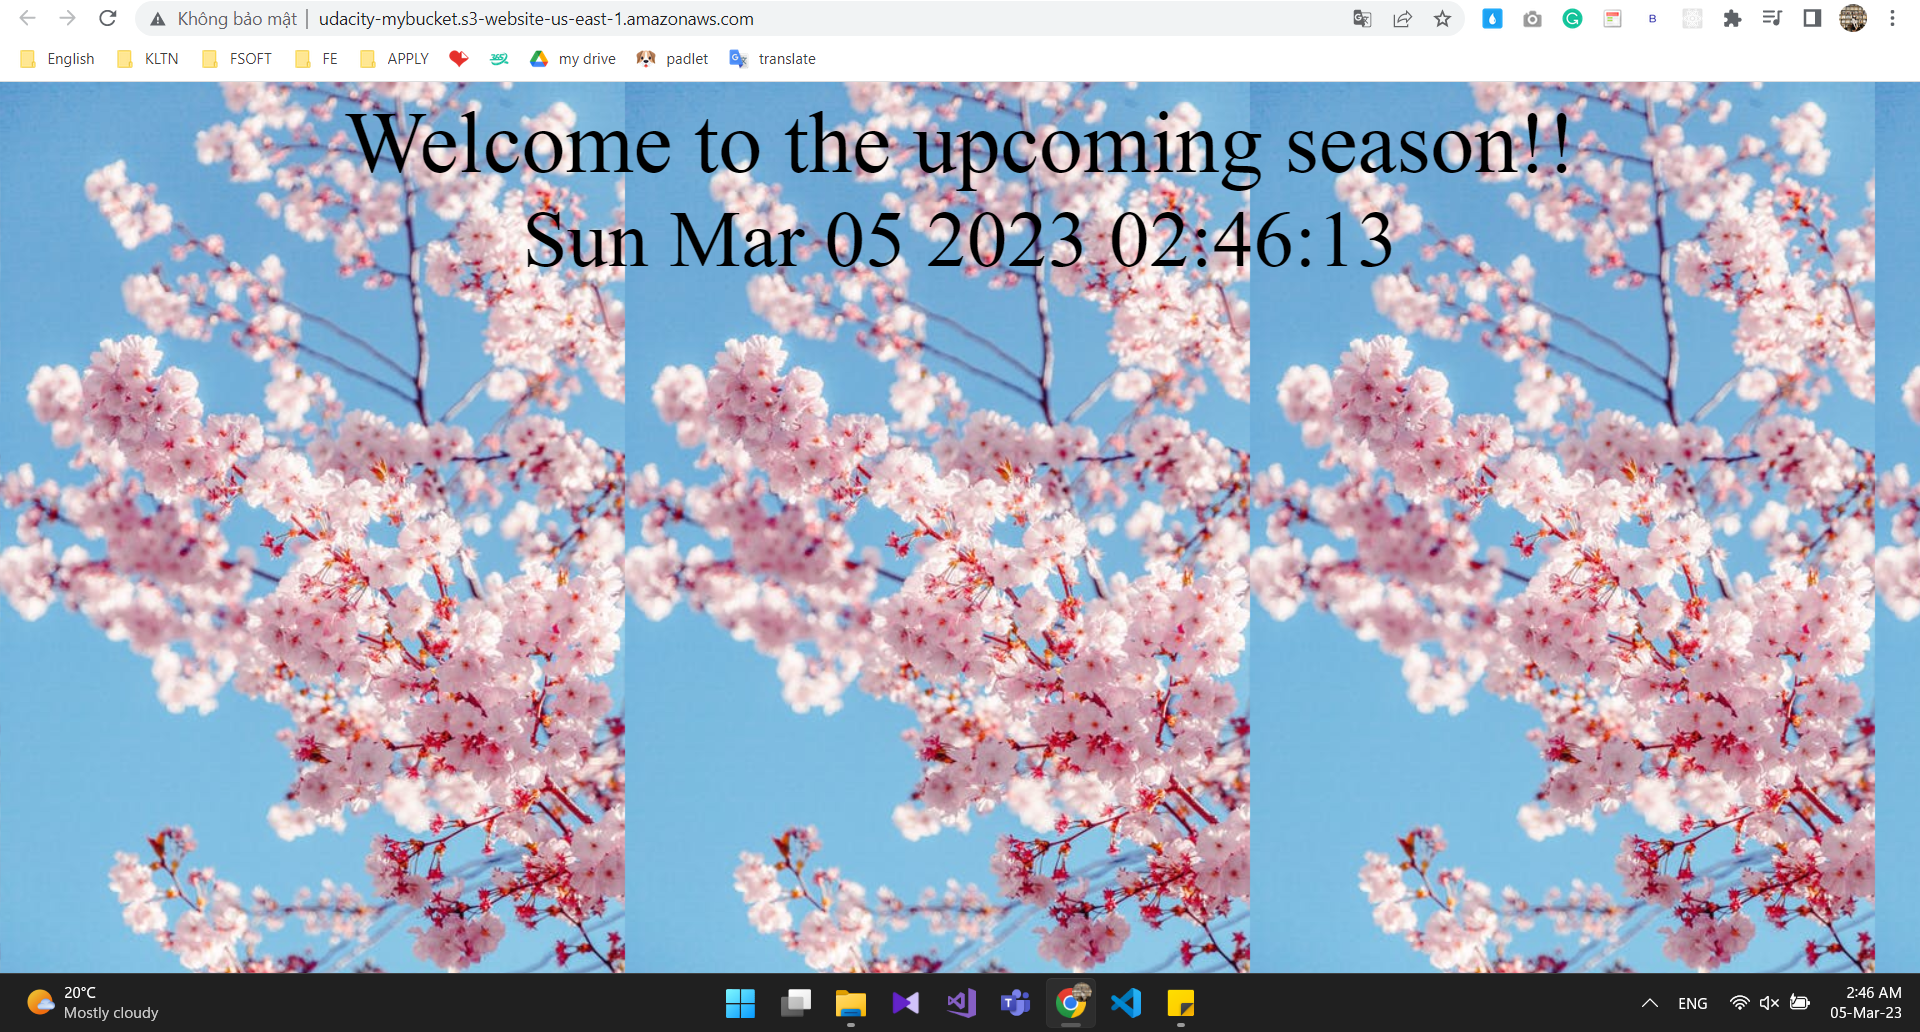 Không bảo mật | udacity-mybucket.s3-website-us-east-1.amazonaws.com
English KLTN FSOFT FE APPLY my drive padlet translate
Welcome to the upcoming season!!
Sun Mar 05 2023 02:46:13
20°C
Mostly cloudy
ENG
2:46 AM
05-Mar-23